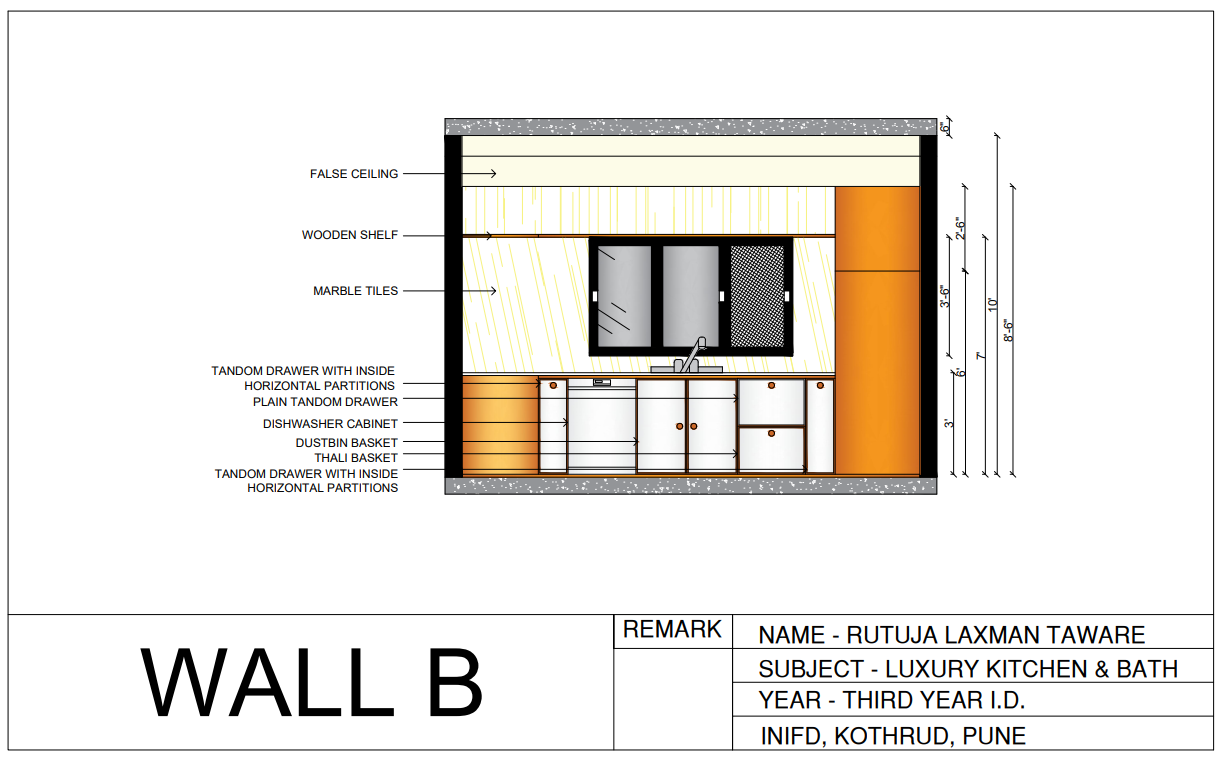 6"
FALSE CEILING
WOODEN SHELF
2'-6"
MARBLE TILES
3'-6"
10'
8'-6"
7'
6'
TANDOM DRAWER WITH INSIDE
HORIZONTAL PARTITIONS
PLAIN TANDOM DRAWER
DISHWASHER CABINET
3'
DUSTBIN BASKET
THALI BASKET
TANDOM DRAWER WITH INSIDE
HORIZONTAL PARTITIONS
WALL B
REMARK
NAME - RUTUJA LAXMAN TAWARE
SUBJECT - LUXURY KITCHEN & BATH
YEAR - THIRD YEAR I.D.
INIFD, KOTHRUD, PUNE